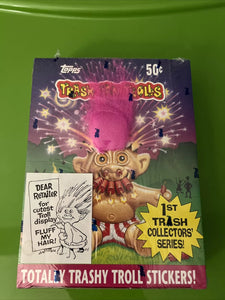 Topps
50¢
TRASH CAN TROLLS
DEAR
Retailer
for
cutest
Troll
display
FLUFF
MY
HAIR!
1ST
TRASH
COLLECTORS'
SERIES!
TOTALLY TRASHY TROLL STICKERS!